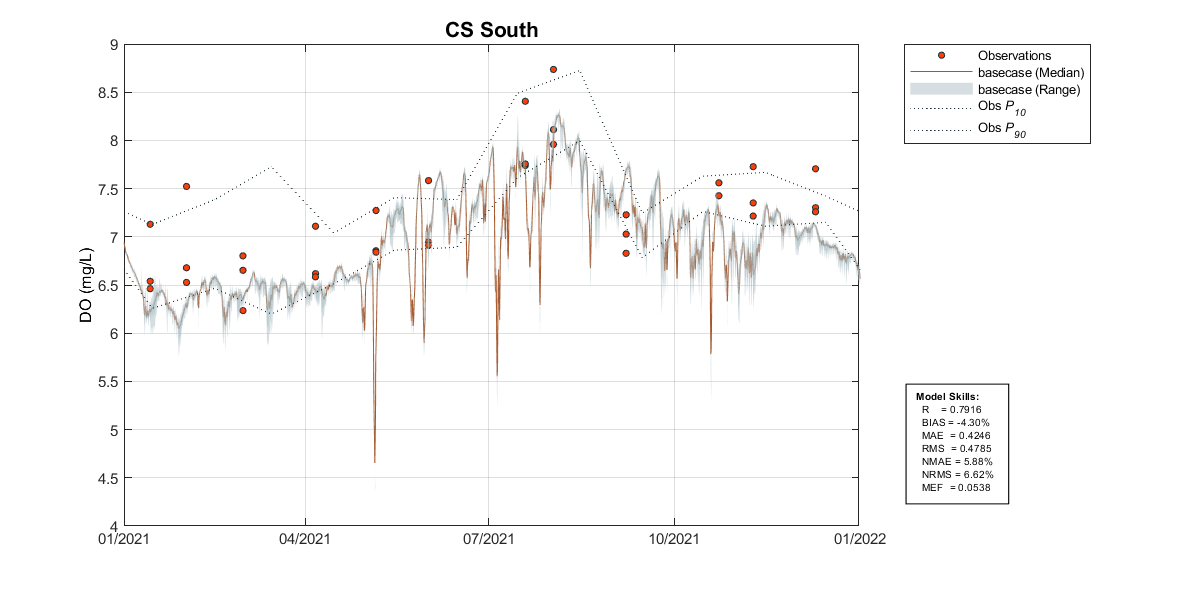 CS South
9
8.5
8
7.5
7
6.5
6
5.5
5
4.5
4
DO (mg/L)
01/2021
04/2021
07/2021
10/2021
01/2022
Observations
basecase (Median)
basecase (Range)
Obs P10
Obs P90
Model Skills:
R = 0.7916
BIAS = -4.30%
MAE = 0.4246
RMS = 0.4785
NMAE = 5.88%
NRMS = 6.62%
MEF = 0.0538